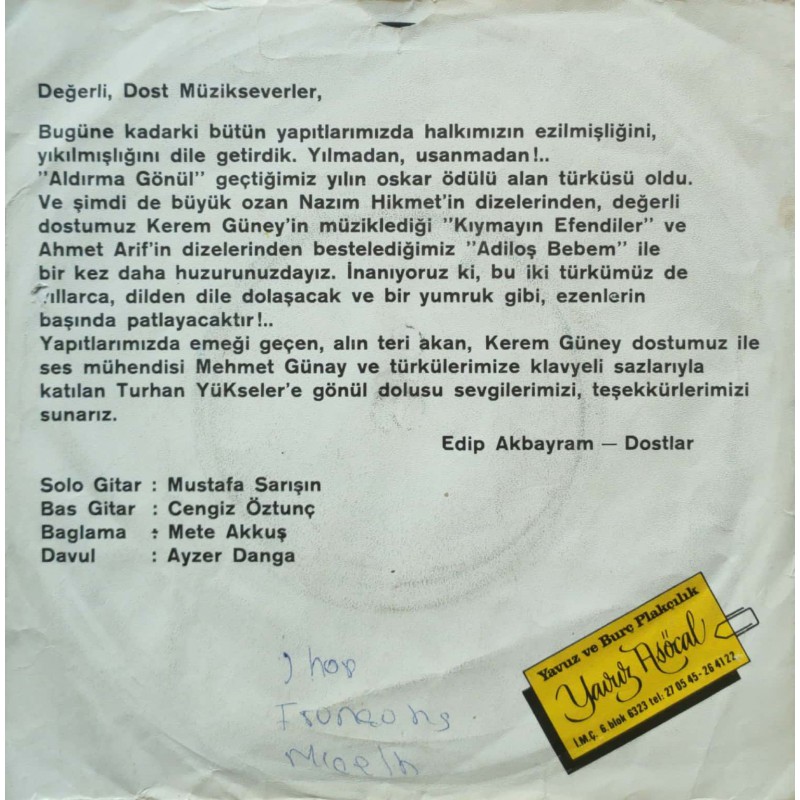 Değerli, Dost Müzikseverler,
Bugüne kadarki bütün yapıtlarımızda halkımızın ezilmişliğini,
yıkılmışlığını dile getirdik. Yılmadan, usanmadan!..
"Aldırma Gönül" geçtiğimiz yılın oskar ödülü alan türküsü oldu.
Ve şimdi de büyük ozan Nazım Hikmet'in dizelerinden, değerli
dostumuz Kerem Güney'in müziklediği "Kıymayın Efendiler" ve
Ahmet Arif'in dizelerinden bestelediğimiz "Adiloş Bebem" ile
bir kez daha huzurunuzdayız. İnanıyoruz ki, bu iki türkümüz de
yıllarca, dilden dile dolaşacak ve bir yumruk gibi, ezenlerin
başında patlayacaktır!..
Yapıtlarımızda emeği geçen, alın teri akan, Kerem Güney dostumuz ile
ses mühendisi Mehmet Günay ve türkülerimize klavyeli sazlarıyla
katılan Turhan YüKseler'e gönül dolusu sevgilerimizi, teşekkürlerimizi
sunarız.
Edip Akbayram — Dostlar
Solo Gitar : Mustafa Sarışın
Bas Gitar : Cengiz Öztunç
Baglama : Mete Akkuş
Davul : Ayzer Danga
Yavuz ve Burç Plakçılık
Yavuz Asöcal
İ.M.Ç. 6. blok 6323 tel: 27 05 45 - 26 41 22